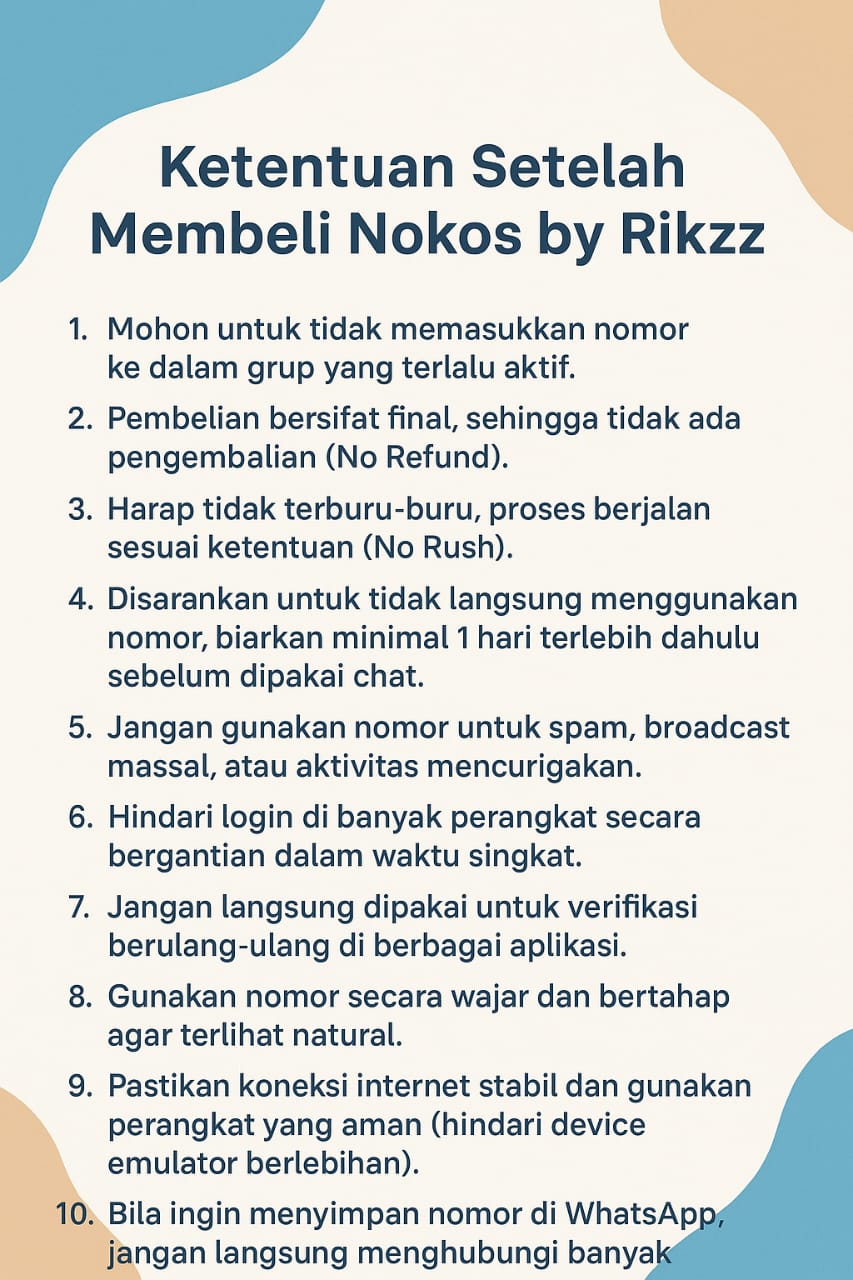 Ketentuan Setelah
Membeli Nokos by Rikzz
1. Mohon untuk tidak memasukkan nomor
ke dalam grup yang terlalu aktif.
2. Pembelian bersifat final, sehingga tidak ada
pengembalian (No Refund).
3. Harap tidak terburu-buru, proses berjalan
sesuai ketentuan (No Rush).
4. Disarankan untuk tidak langsung menggunakan
nomor, biarkan minimal 1 hari terlebih dahulu
sebelum dipakai chat.
5. Jangan gunakan nomor untuk spam, broadcast
massal, atau aktivitas mencurigakan.
6. Hindari login di banyak perangkat secara
bergantian dalam waktu singkat.
7. Jangan langsung dipakai untuk verifikasi
berulang-ulang di berbagai aplikasi.
8. Gunakan nomor secara wajar dan bertahap
agar terlihat natural.
9. Pastikan koneksi internet stabil dan gunakan
perangkat yang aman (hindari device
emulator berlebihan).
10. Bila ingin menyimpan nomor di WhatsApp,
jangan langsung menghubungi banyak